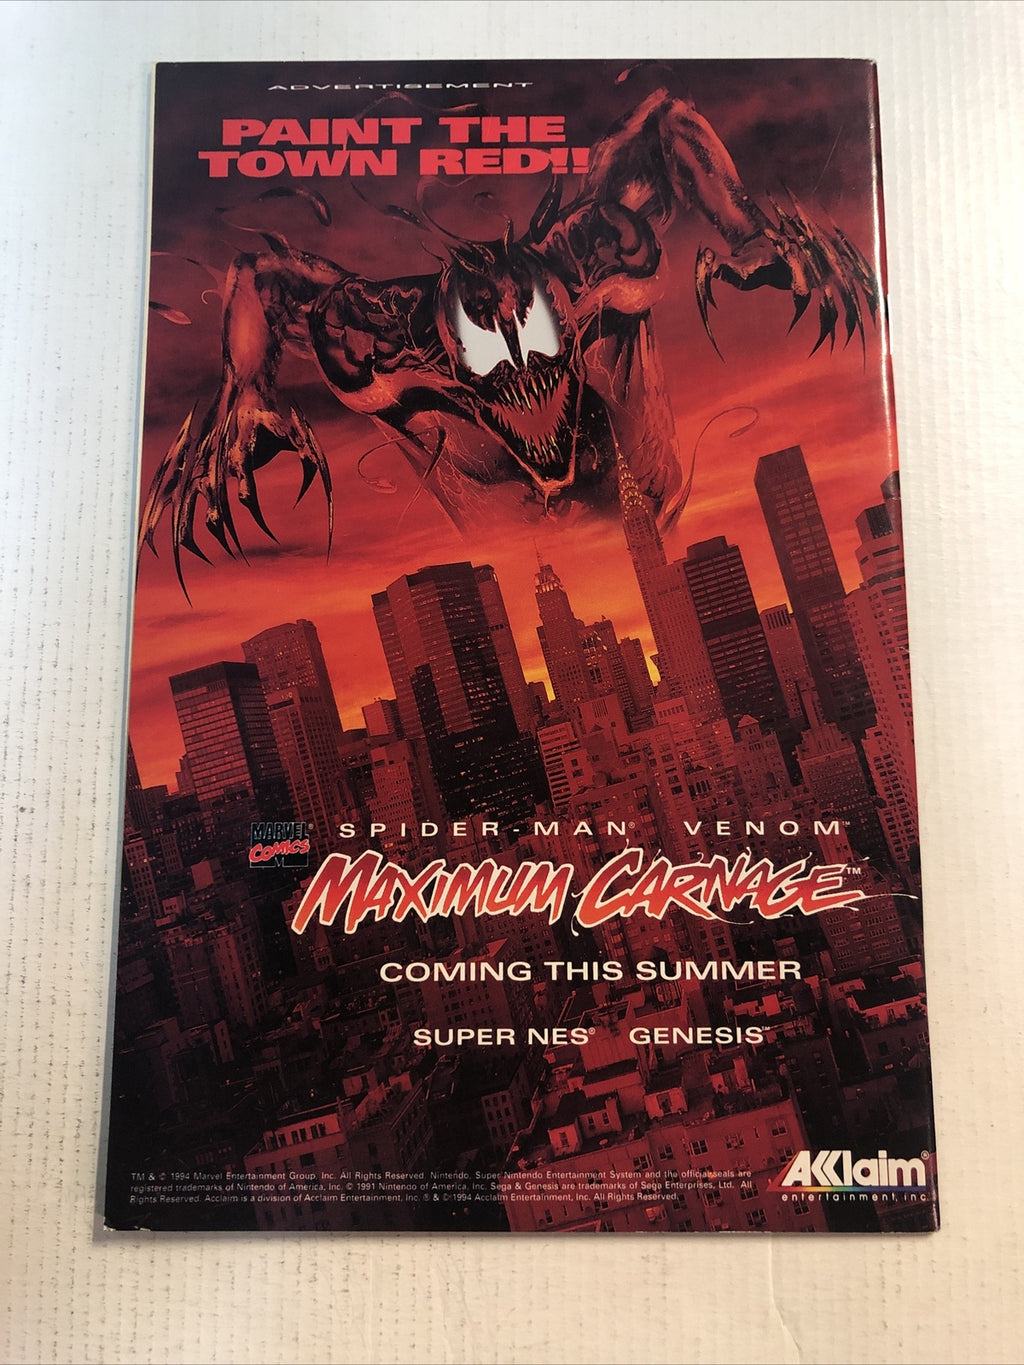 ADVERTISEMENT
PAINT THE
TOWN RED!!
MARVEL®
COMICS
SPIDER-MAN® VENOM™
MAXIMUM CARNAGE™
COMING THIS SUMMER
SUPER NES® GENESIS™
TM & © 1994 Marvel Entertainment Group, Inc. All Rights Reserved. Nintendo, Super Nintendo Entertainment System and the official seals are
registered trademarks of Nintendo of America, Inc. © 1991 Nintendo of America, Inc. Sega & Genesis are trademarks of Sega Enterprises, Ltd. All
Rights Reserved. Acclaim is a division of Acclaim Entertainment, Inc. ® & © 1994 Acclaim Entertainment, Inc. All Rights Reserved.
AKKlaim®
entertainment, inc.